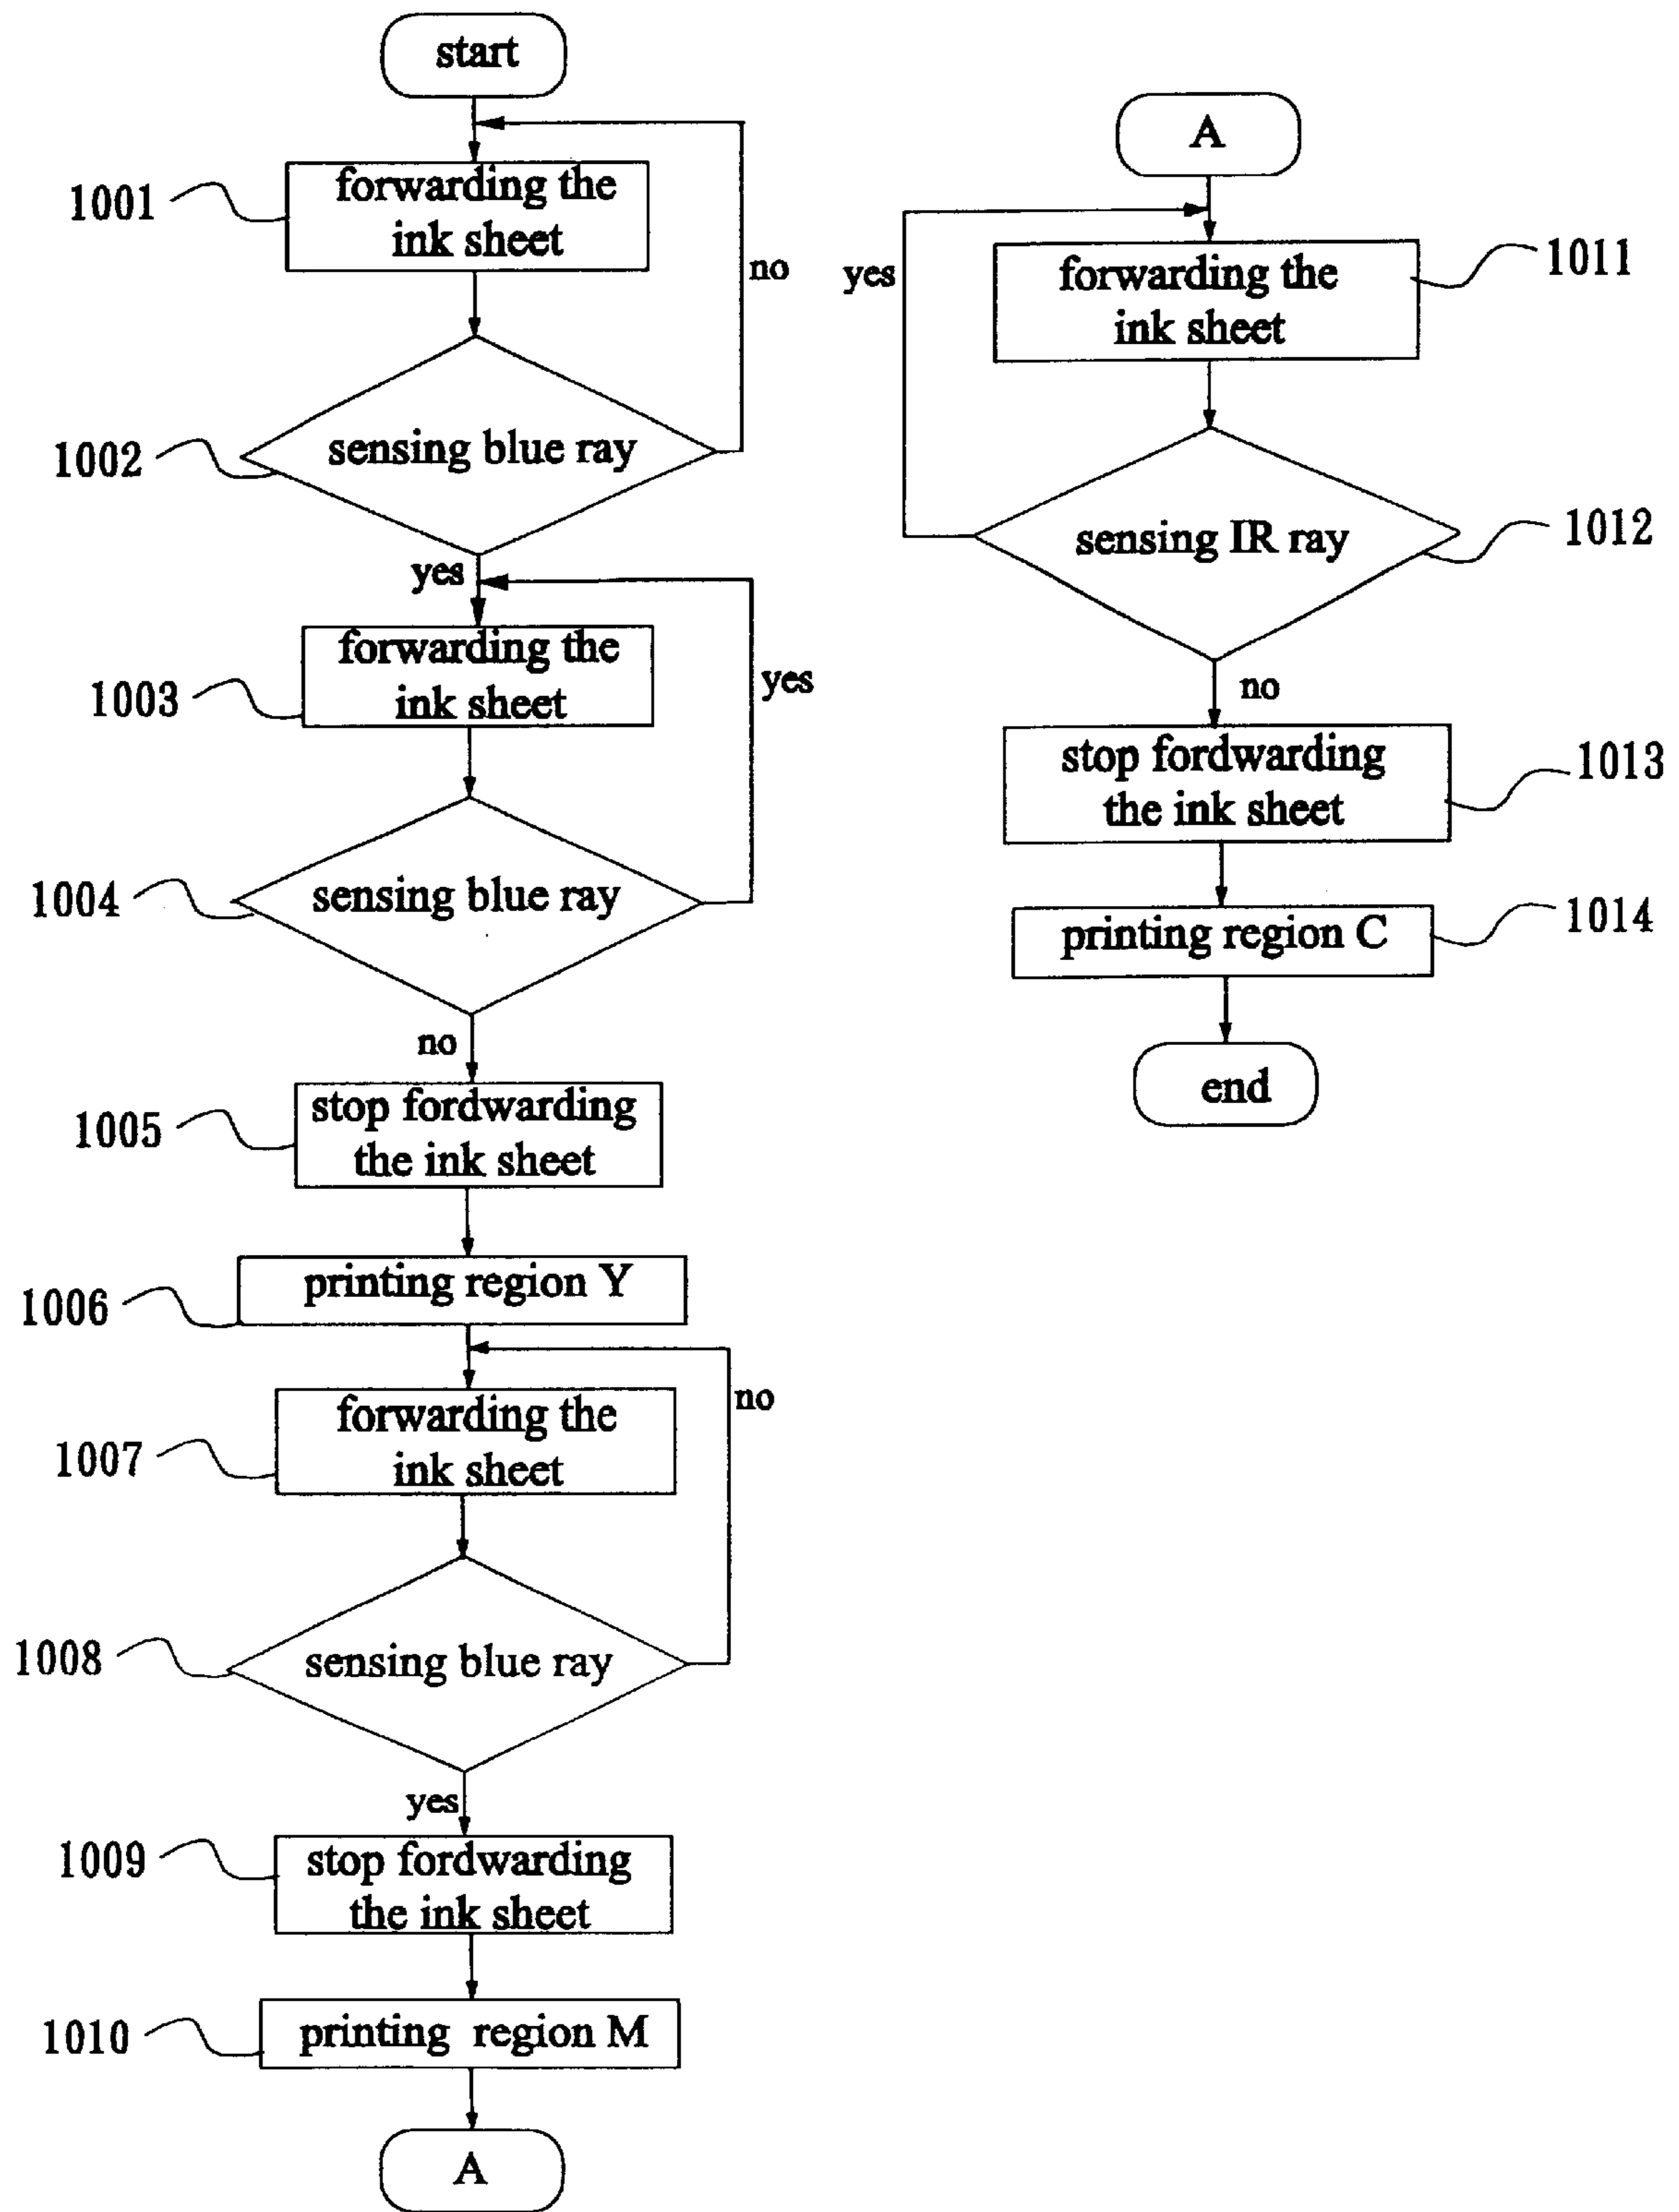 start
1001
forwarding the
ink sheet
no
1002
sensing blue ray
yes
1003
forwarding the
ink sheet
yes
1004
sensing blue ray
no
1005
stop fordwarding
the ink sheet
1006
printing region Y
1007
forwarding the
ink sheet
no
1008
sensing blue ray
yes
1009
stop fordwarding
the ink sheet
1010
printing region M
A
A
yes
forwarding the
ink sheet
1011
sensing IR ray
1012
no
stop fordwarding
the ink sheet
1013
printing region C
1014
end